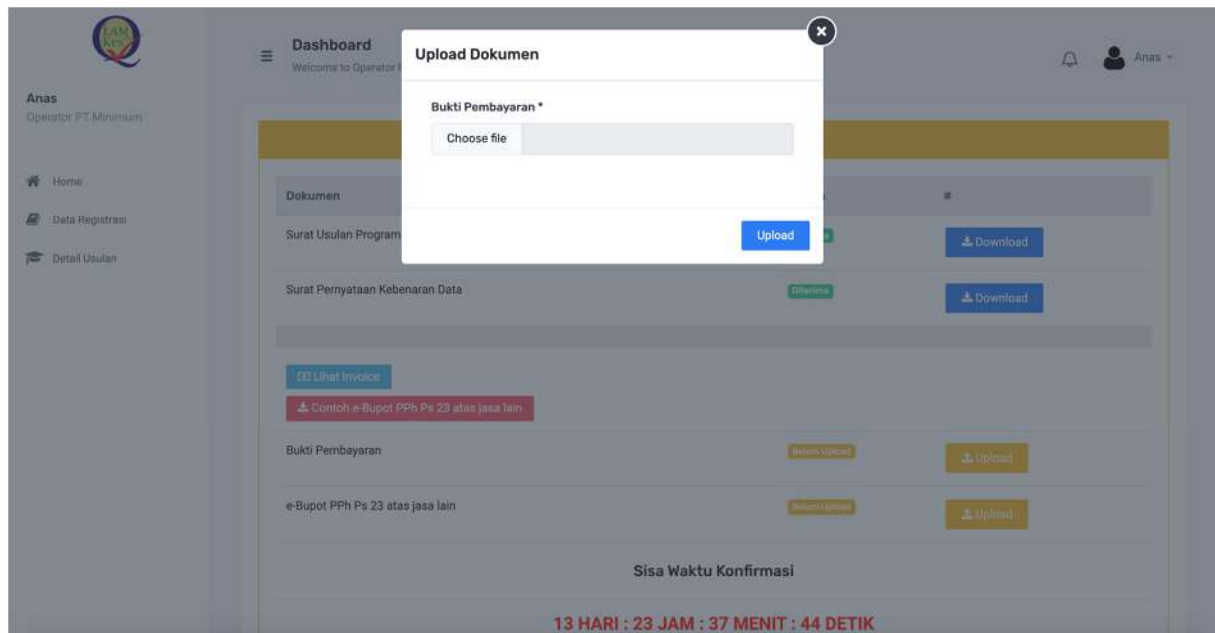 LAM
Kes
Dashboard
Welcome to Operator
Anas
Upload Dokumen
Anas
Operator PT Minimum
Bukti Pembayaran *
Choose file
Home
Data Registrasi
Detail Usulan
Upload
Dokumen
#
Surat Usulan Program
Download
Surat Pernyataan Kebenaran Data
Diterima
Download
Lihat Invoice
Contoh e-Bupot PPh Ps 23 atas jasa lain
Bukti Pembayaran
Belum Upload
Upload
e-Bupot PPh Ps 23 atas jasa lain
Belum Upload
Upload
Sisa Waktu Konfirmasi
13 HARI : 23 JAM : 37 MENIT : 44 DETIK